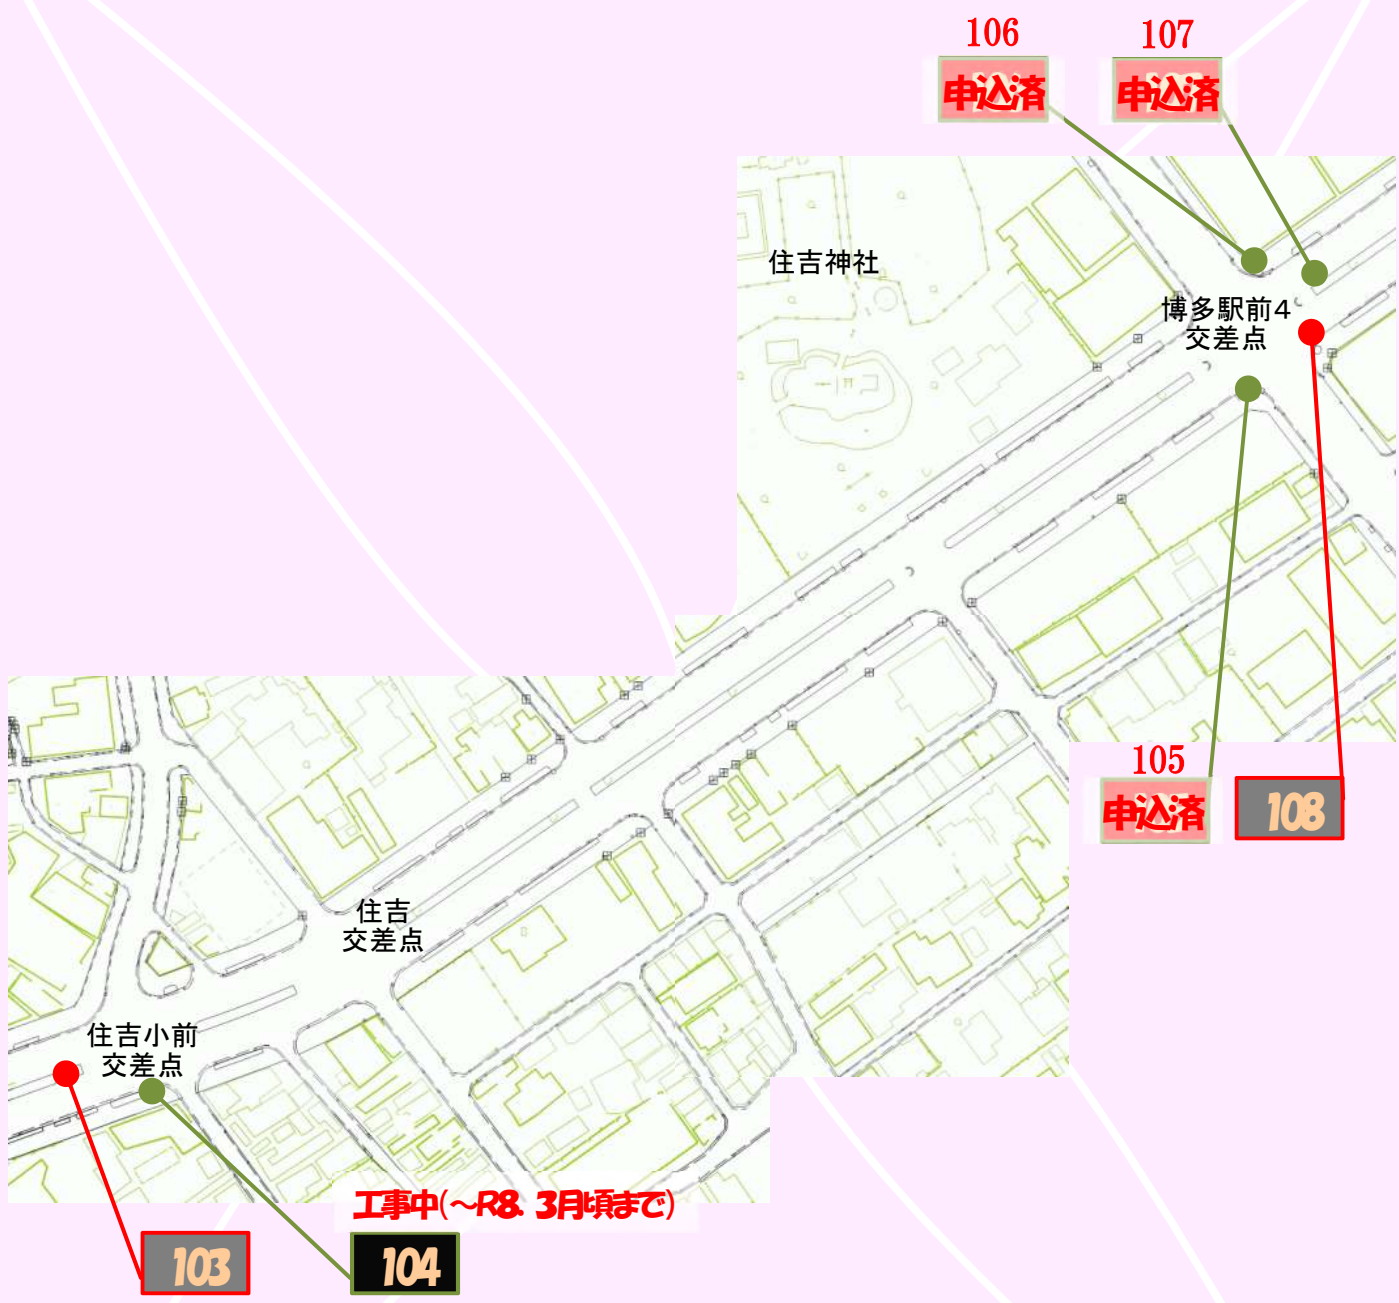 106
107
申込済
申込済
住吉神社
博多駅前4
交差点
105
申込済
108
住吉
交差点
住吉小前
交差点
工事中(～R8. 3月頃まで)
103
104